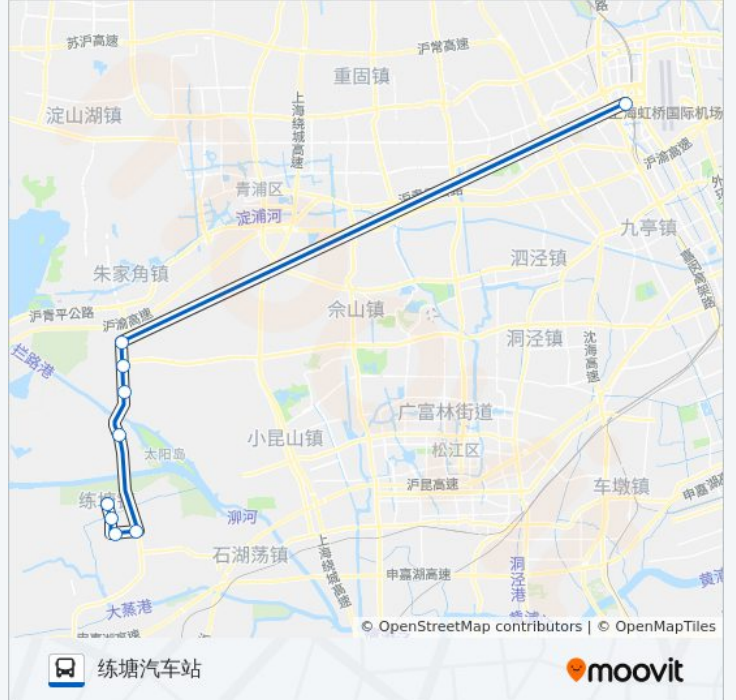 路
苏沪高速
沪常高速
重固镇
淀山湖镇
上海绕城高速
上海虹桥国际机场
沪渝高速
青浦区
淀浦河
九亭镇
朱家角镇
泗泾镇
嘉闵高架路
佘山镇
沪青平公路
沪渝高速
洞泾镇
沈海高速
拦路港
广富林街道
小昆山镇
松江区
太阳岛
沪昆高速
车墩镇
泖河
石湖荡镇
上海绕城高速
申嘉湖高速
洞泾港
大蒸港
© OpenStreetMap contributors | © OpenMapTiles
练塘汽车站
moovit